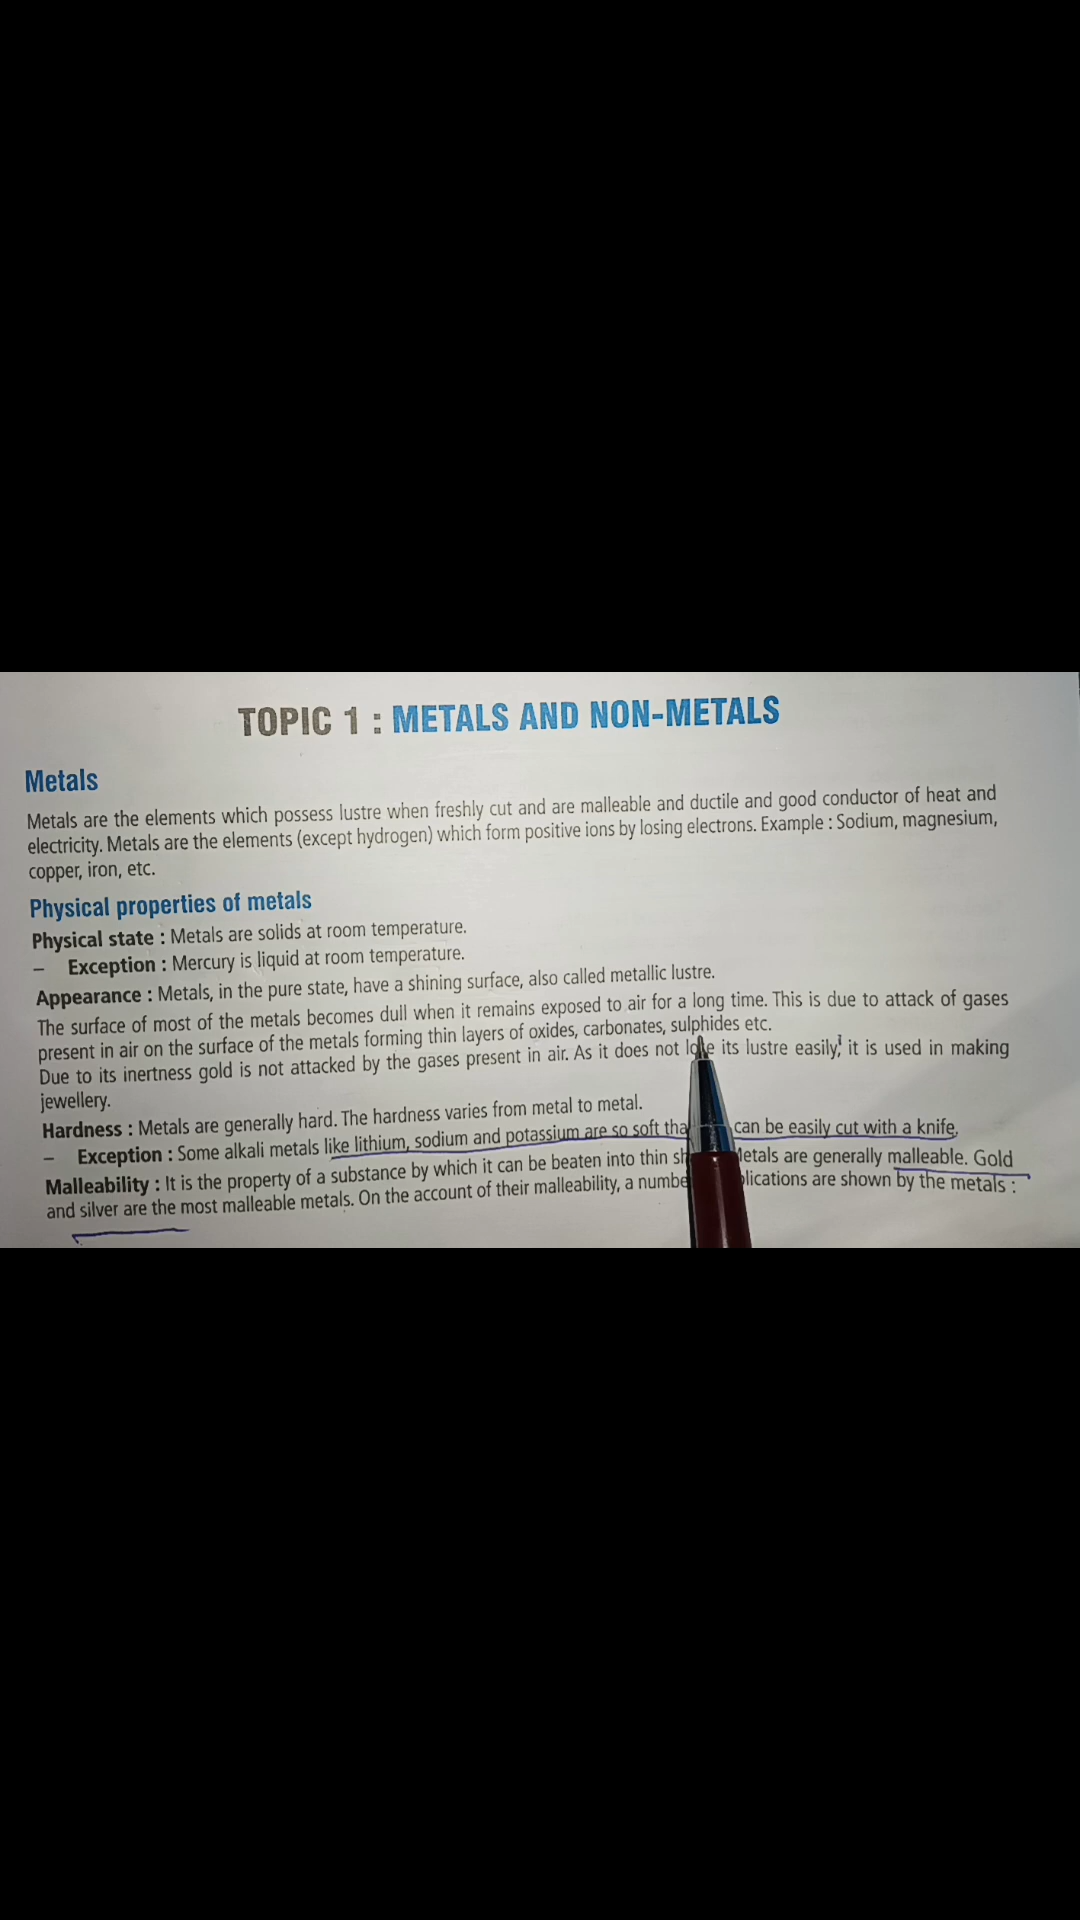 TOPIC 1 : METALS AND NON-METALS
Metals
Metals are the elements which possess lustre when freshly cut and are malleable and ductile and good conductor of heat and
electricity. Metals are the elements (except hydrogen) which form positive ions by losing electrons. Example : Sodium, magnesium,
copper, iron, etc.
Physical properties of metals
Physical state : Metals are solids at room temperature.
– Exception : Mercury is liquid at room temperature.
Appearance : Metals, in the pure state, have a shining surface, also called metallic lustre.
The surface of most of the metals becomes dull when it remains exposed to air for a long time. This is due to attack of gases
present in air on the surface of the metals forming thin layers of oxides, carbonates, sulphides etc.
Due to its inertness gold is not attacked by the gases present in air. As it does not its lustre easily, it is used in making
jewellery.
Hardness : Metals are generally hard. The hardness varies from metal to metal.
– Exception : Some alkali metals like lithium, sodium and potassium are so soft can be easily cut with a knife.
Malleability : It is the property of a substance by which it can be beaten into thin are generally malleable. Gold
and silver are the most malleable metals. On the account of their malleability, a are shown by the metals :